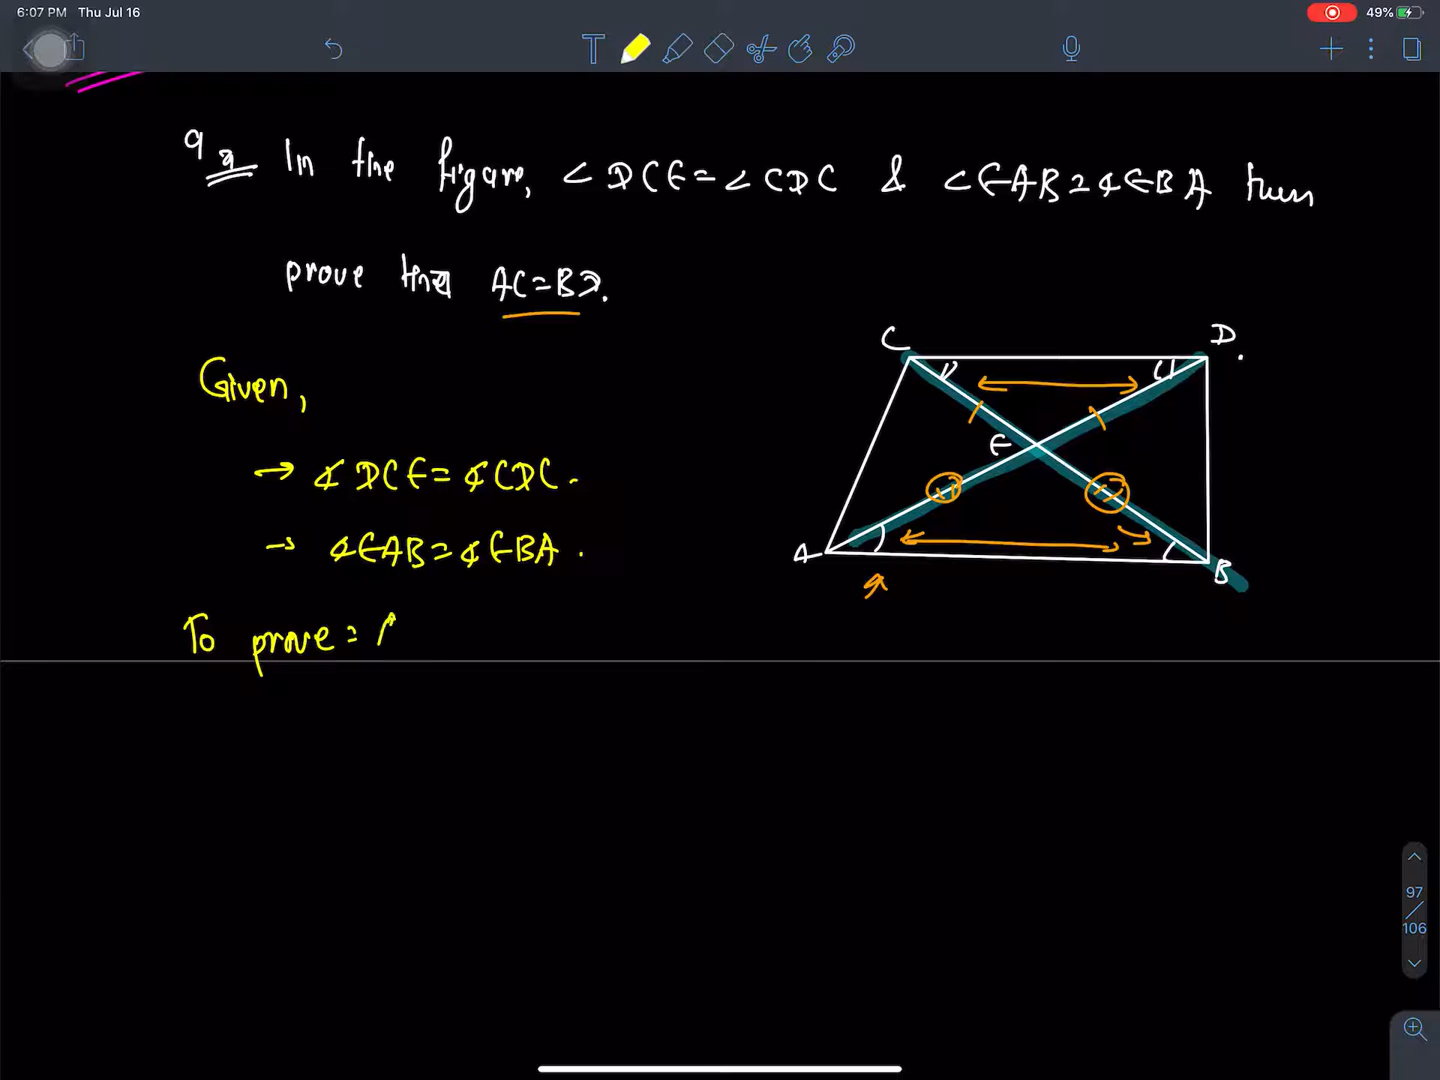 6:07 PM Thu Jul 16
49%
T
Q2 In the figure, <DCE=<CDC & <EAB=∡EBA then
prove that AC=BD.
C
D.
Given,
→ ∡DCE=∡CDC.
E
→ ∡EAB=∡EBA.
A
B
To prove =
97
106